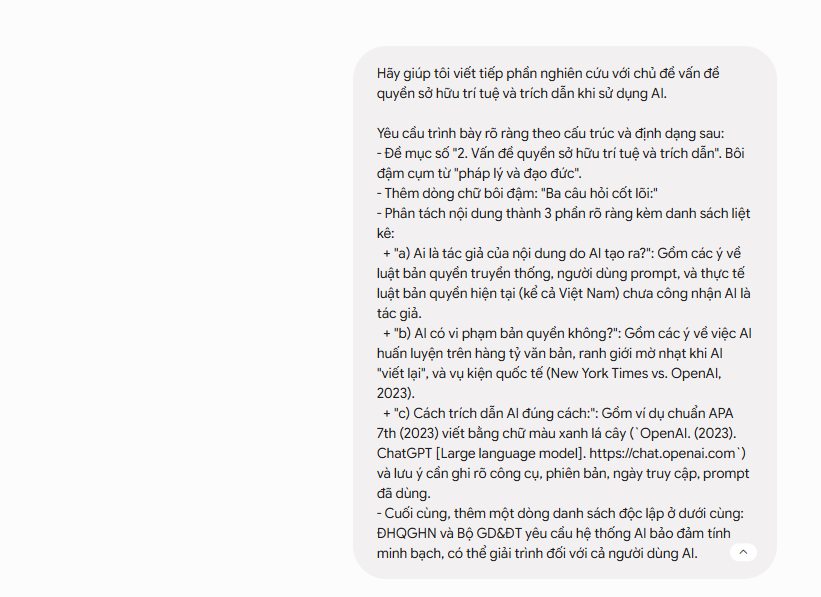 Hãy giúp tôi viết tiếp phần nghiên cứu với chủ đề vấn đề
quyền sở hữu trí tuệ và trích dẫn khi sử dụng AI.
Yêu cầu trình bày rõ ràng theo cấu trúc và định dạng sau:
- Đề mục số "2. Vấn đề quyền sở hữu trí tuệ và trích dẫn". Bôi
đậm cụm từ "pháp lý và đạo đức".
- Thêm dòng chữ bôi đậm: "Ba câu hỏi cốt lõi:"
- Phân tách nội dung thành 3 phần rõ ràng kèm danh sách liệt
kê:
+ "a) Ai là tác giả của nội dung do AI tạo ra?": Gồm các ý về
luật bản quyền truyền thống, người dùng prompt, và thực tế
luật bản quyền hiện tại (kể cả Việt Nam) chưa công nhận AI là
tác giả.
+ "b) AI có vi phạm bản quyền không?": Gồm các ý về việc AI
huấn luyện trên hàng tỷ văn bản, ranh giới mờ nhạt khi AI
"viết lại", và vụ kiện quốc tế (New York Times vs. OpenAI,
2023).
+ "c) Cách trích dẫn AI đúng cách:": Gồm ví dụ chuẩn APA
7th (2023) viết bằng chữ màu xanh lá cây (`OpenAI. (2023).
ChatGPT [Large language model]. https://chat.openai.com`)
và lưu ý cần ghi rõ công cụ, phiên bản, ngày truy cập, prompt
đã dùng.
- Cuối cùng, thêm một dòng danh sách độc lập ở dưới cùng:
ĐHQGHN và Bộ GD&ĐT yêu cầu hệ thống AI bảo đảm tính
minh bạch, có thể giải trình đối với cả người dùng AI.